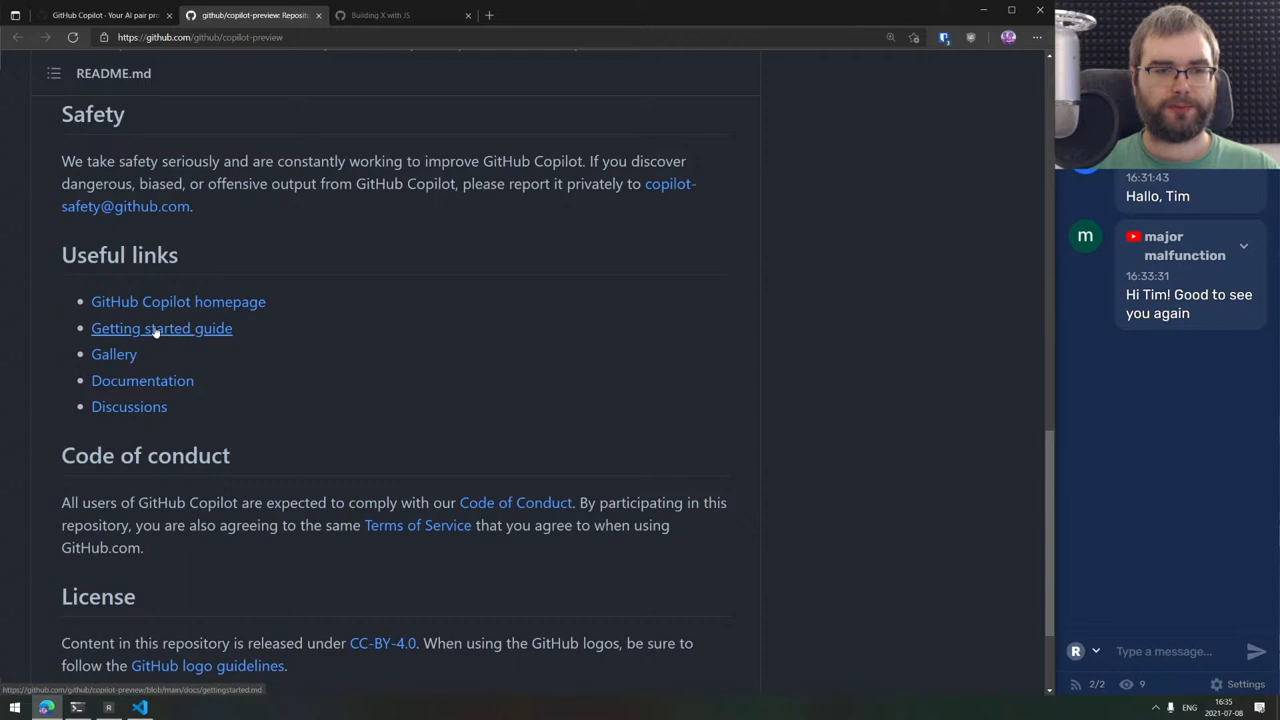 GitHub Copilot · Your AI pair pro
github/copilot-preview: Reposit
Building X with JS
https://github.com/github/copilot-preview
README.md
Safety
We take safety seriously and are constantly working to improve GitHub Copilot. If you discover
dangerous, biased, or offensive output from GitHub Copilot, please report it privately to copilot-
safety@github.com.
Useful links
GitHub Copilot homepage
Getting started guide
Gallery
Documentation
Discussions
Code of conduct
All users of GitHub Copilot are expected to comply with our Code of Conduct. By participating in this
repository, you are also agreeing to the same Terms of Service that you agree to when using
GitHub.com.
License
Content in this repository is released under CC-BY-4.0. When using the GitHub logos, be sure to
follow the GitHub logo guidelines.
https://github.com/github/copilot-preview/blob/main/docs/gettingstarted.md
16:31:43
Hallo, Tim
m
major
malfunction
16:33:31
Hi Tim! Good to see
you again
R
Type a message...
2/2
9
Settings
R
ENG
16:35
2021-07-08